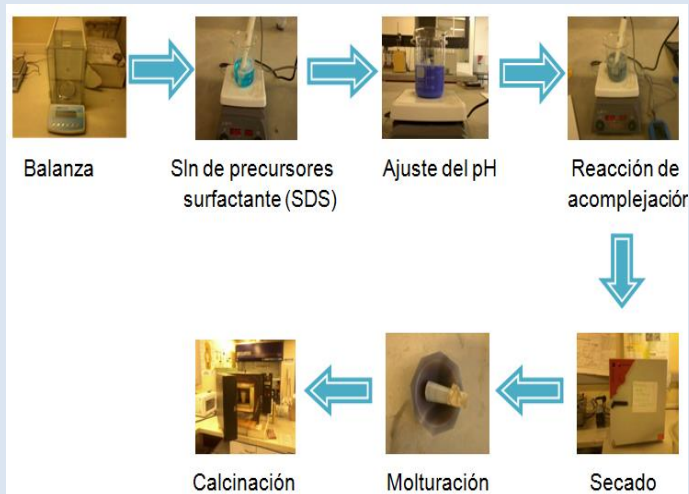 Balanza
Sln de precursores
surfactante (SDS)
Ajuste del pH
Reacción de
acomplejación
Secado
Molturación
Calcinación